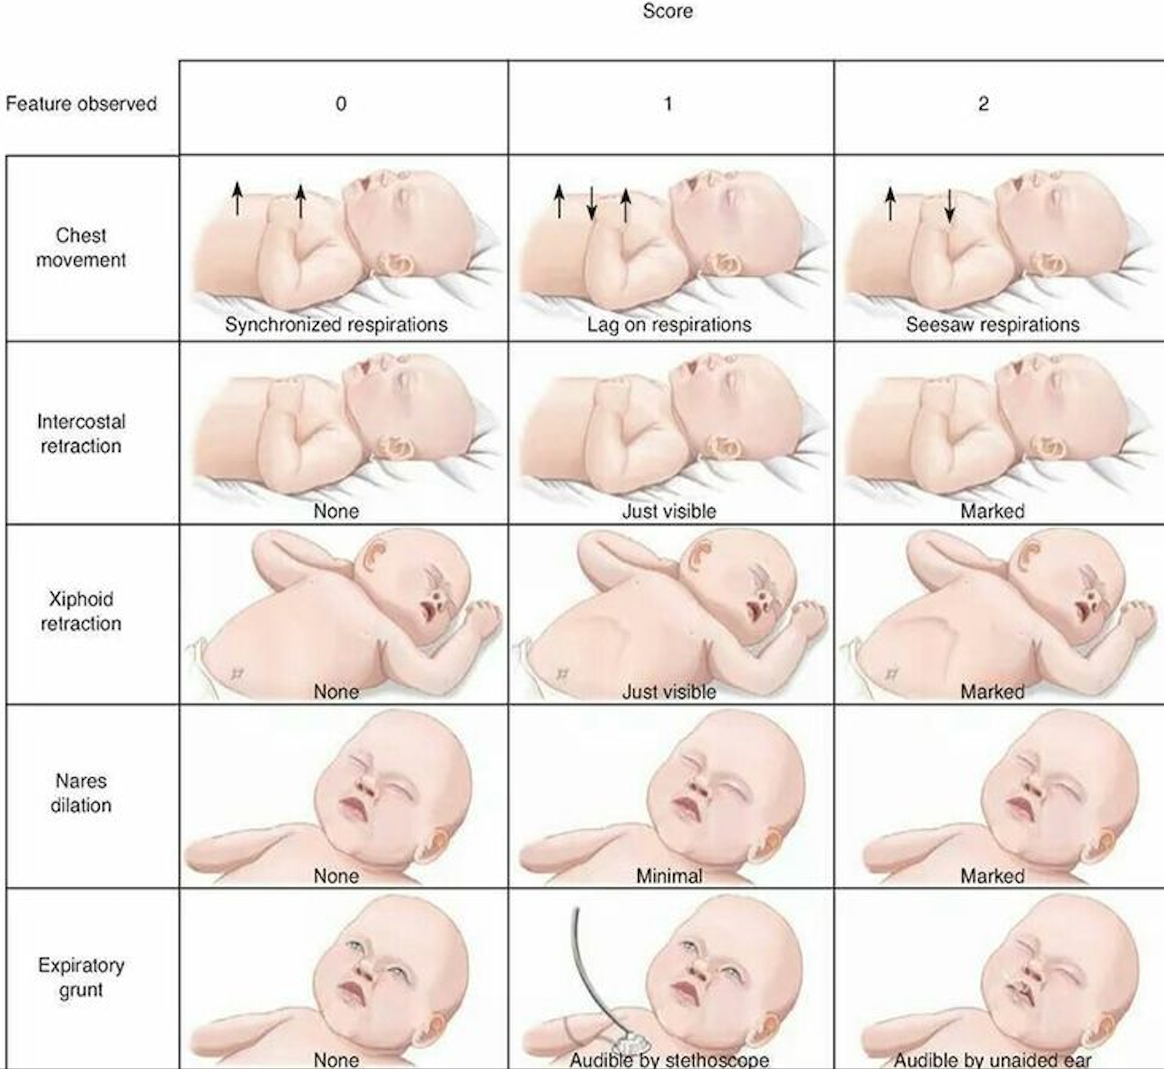 Score
Feature observed 0 1 2
Chest
movement
Synchronized respirations Lag on respirations Seesaw respirations
Intercostal
retraction
None Just visible Marked
Xiphoid
retraction
None Just visible Marked
Nares
dilation
None Minimal Marked
Expiratory
grunt
None Audible by stethoscope Audible by unaided ear